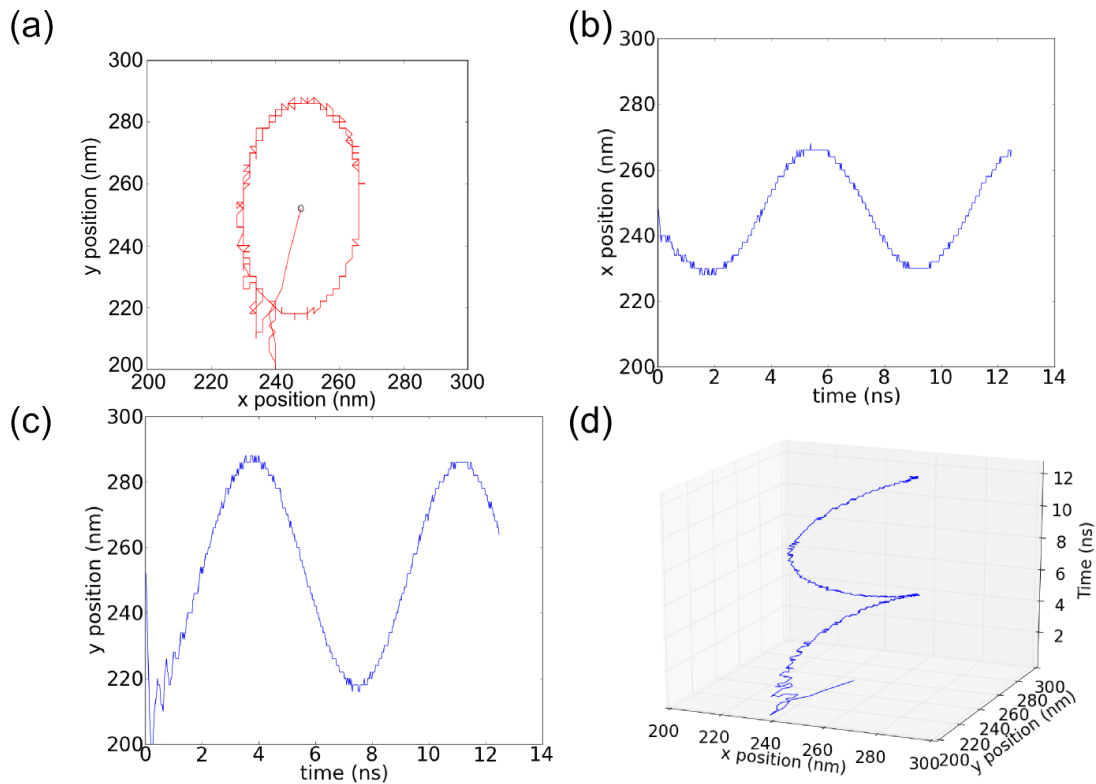 (a)
300
280
260
240
220
200
y position (nm)
200 220 240 260 280 300
x position (nm)
(b)
300
280
260
240
220
200
x position (nm)
0 2 4 6 8 10 12 14
time (ns)
(c)
300
280
260
240
220
200
y position (nm)
0 2 4 6 8 10 12 14
time (ns)
(d)
12
10
8
6
4
2
Time (ns)
200 220 240 260 280 300
x position (nm)
200 220 240 260 280 300
y position (nm)